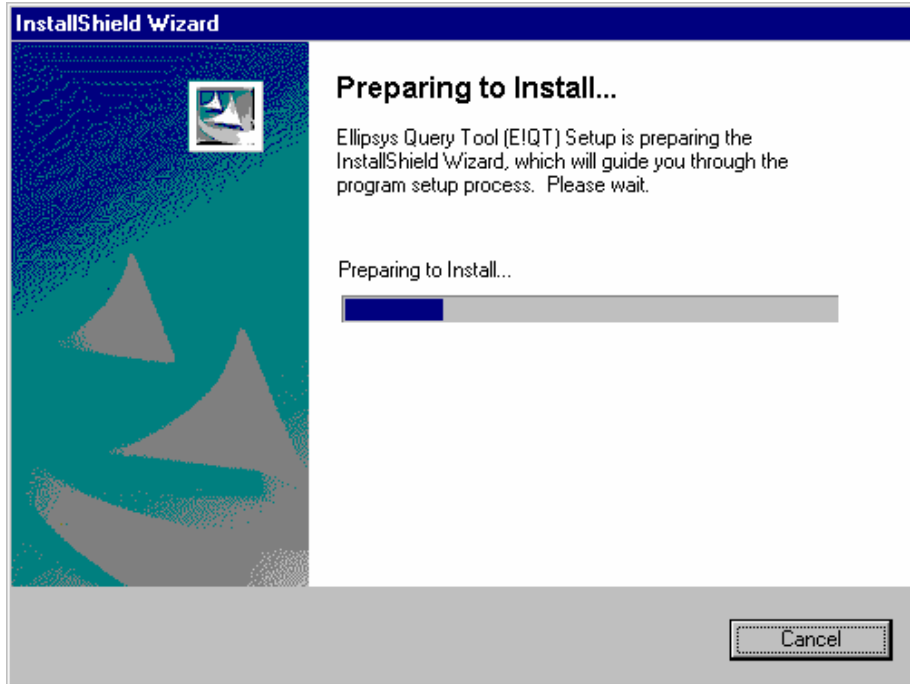 InstallShield Wizard
Preparing to Install...
Ellipsys Query Tool (E!QT) Setup is preparing the
InstallShield Wizard, which will guide you through the
program setup process.  Please wait.
Preparing to Install...
Cancel